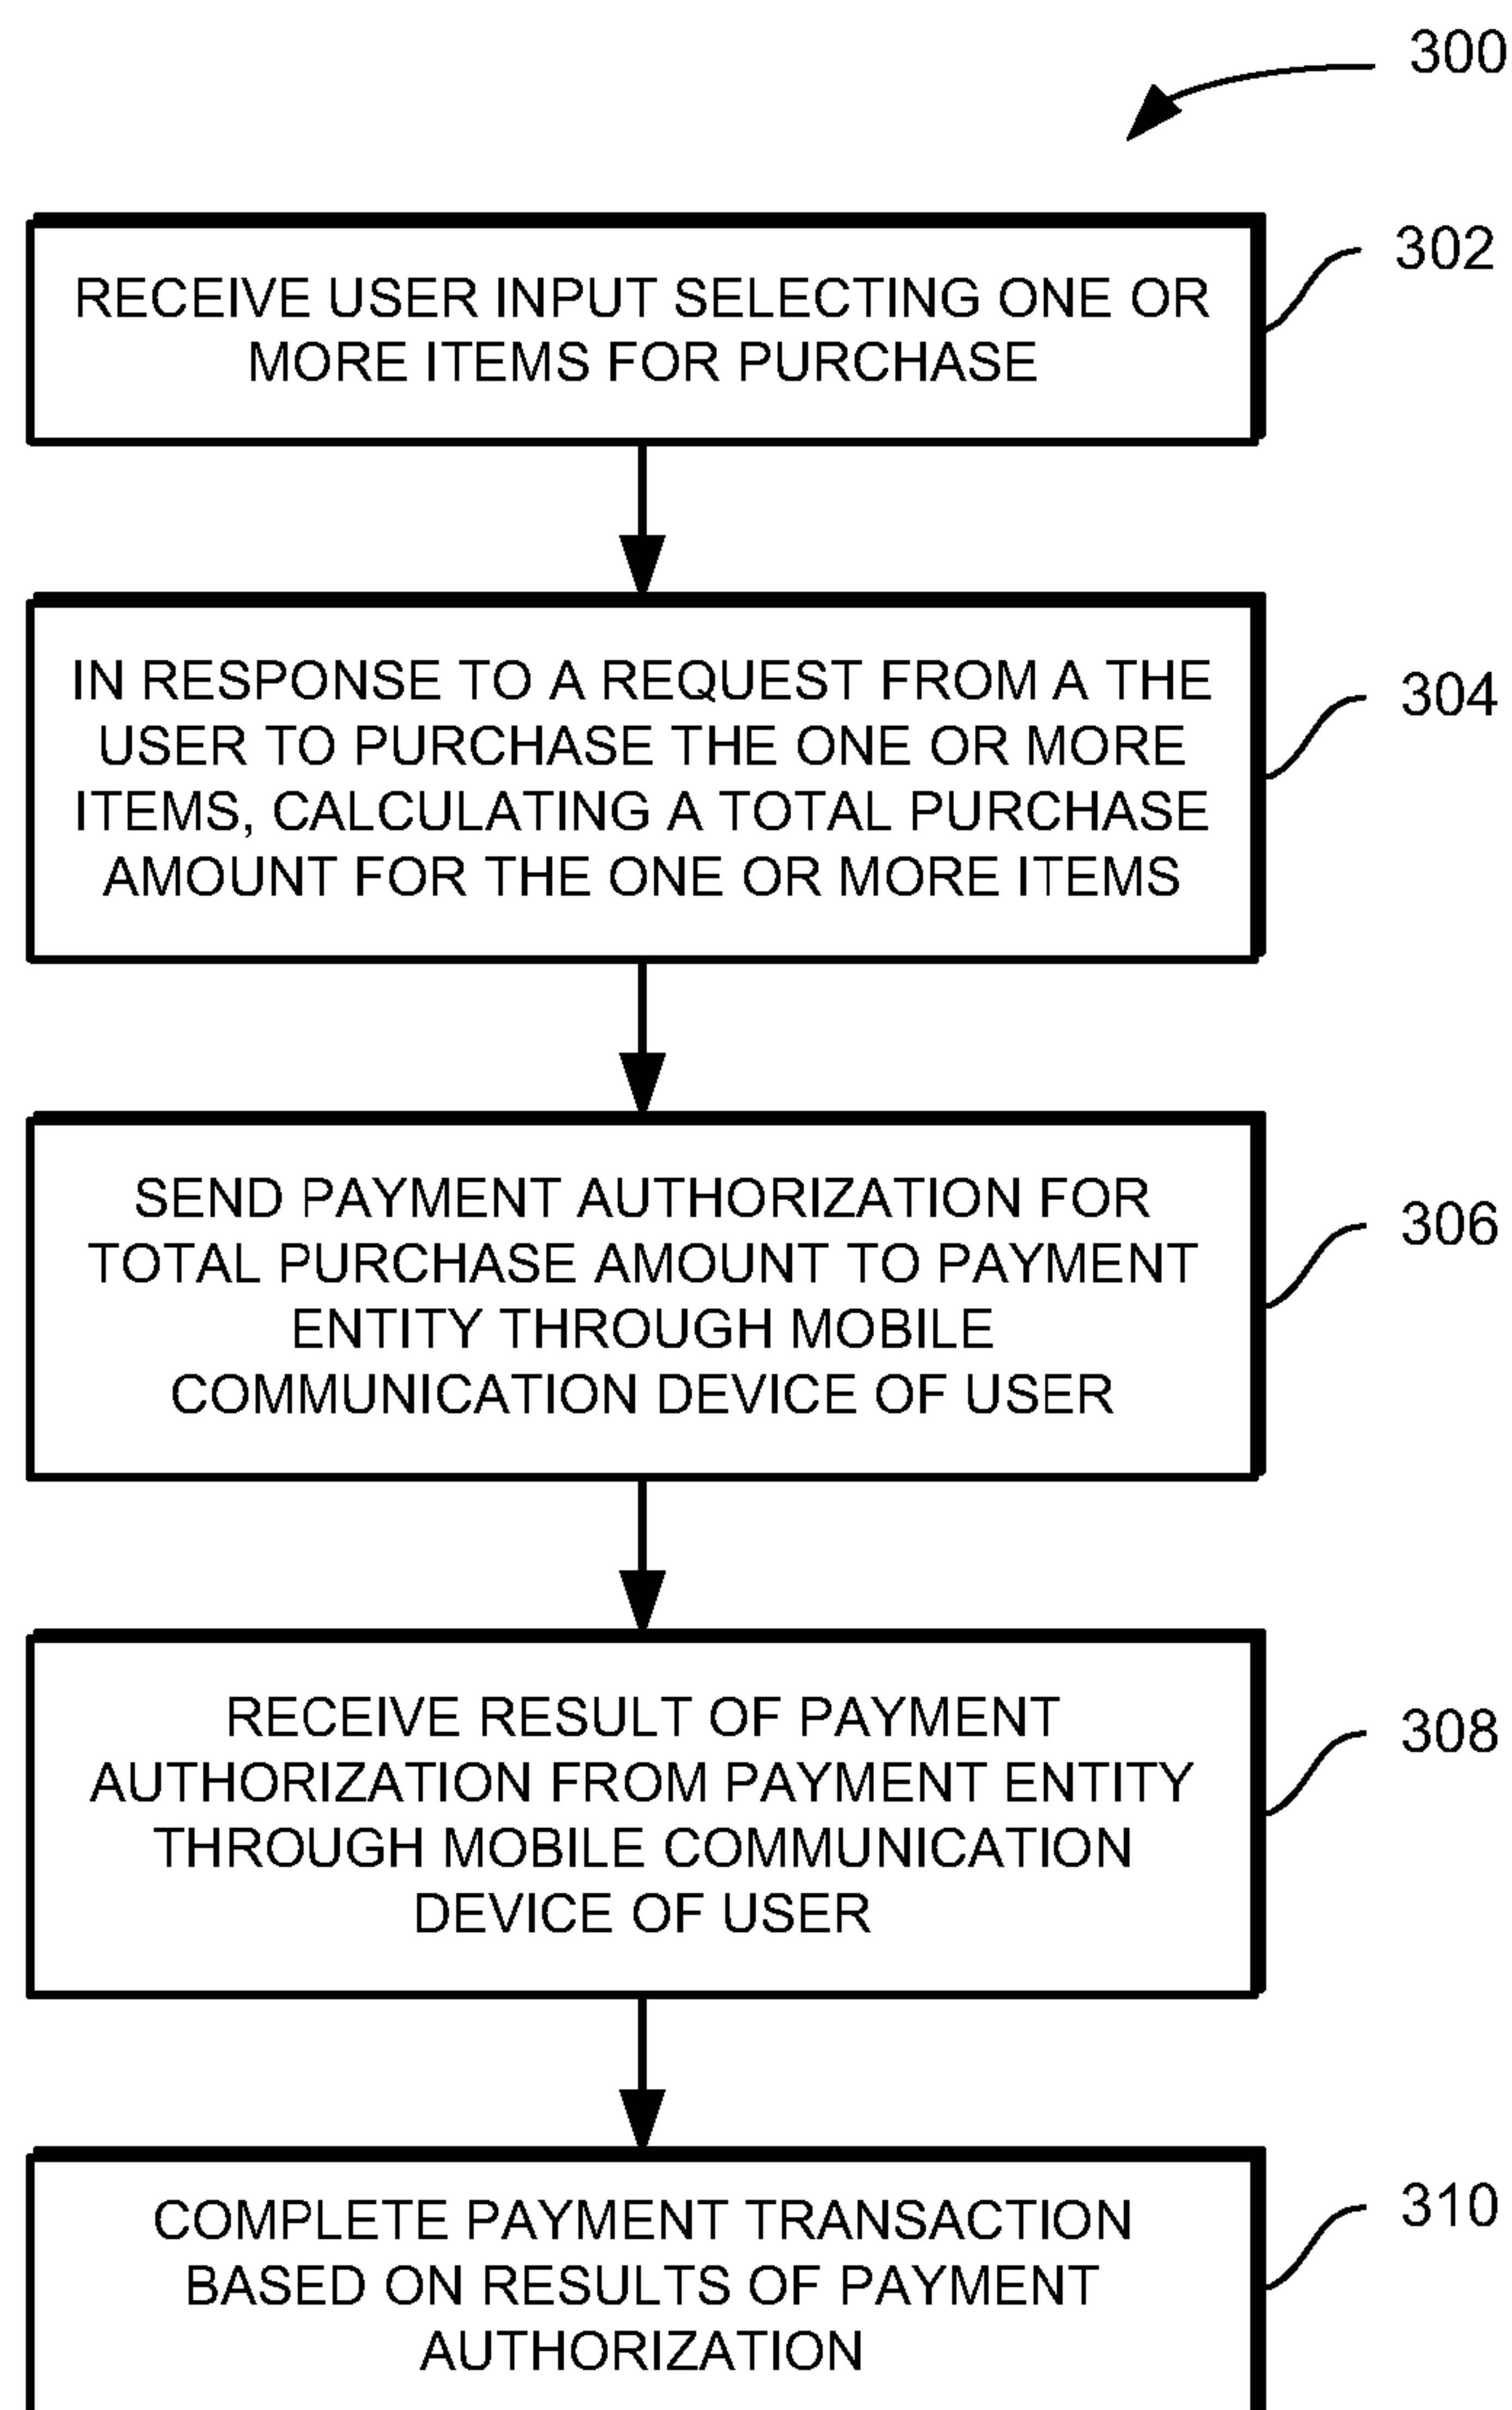 300
RECEIVE USER INPUT SELECTING ONE OR
MORE ITEMS FOR PURCHASE
302
IN RESPONSE TO A REQUEST FROM A THE
USER TO PURCHASE THE ONE OR MORE
ITEMS, CALCULATING A TOTAL PURCHASE
AMOUNT FOR THE ONE OR MORE ITEMS
304
SEND PAYMENT AUTHORIZATION FOR
TOTAL PURCHASE AMOUNT TO PAYMENT
ENTITY THROUGH MOBILE
COMMUNICATION DEVICE OF USER
306
RECEIVE RESULT OF PAYMENT
AUTHORIZATION FROM PAYMENT ENTITY
THROUGH MOBILE COMMUNICATION
DEVICE OF USER
308
COMPLETE PAYMENT TRANSACTION
BASED ON RESULTS OF PAYMENT
AUTHORIZATION
310